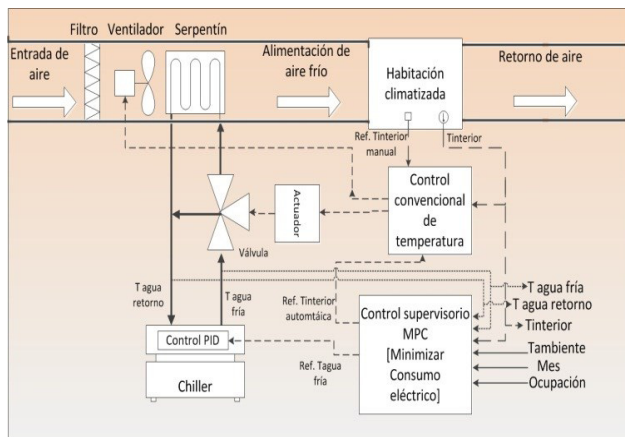 Filtro Ventilador Serpentín
Entrada de
aire
Alimentación de
aire frío
Habitación
climatizada
Retorno de aire
Ref. Tinterior
manual
Tinterior
Control
convencional
de
temperatura
Actuador
Válvula
T agua
retorno
T agua
fría
Ref. Tinterior
automtáica
Control supervisorio
MPC
[Minimizar
Consumo
eléctrico]
T agua fría
T agua retorno
Tinterior
Tambiente
Mes
Ocupación
Control PID
Chiller
Ref. Tagua
fría